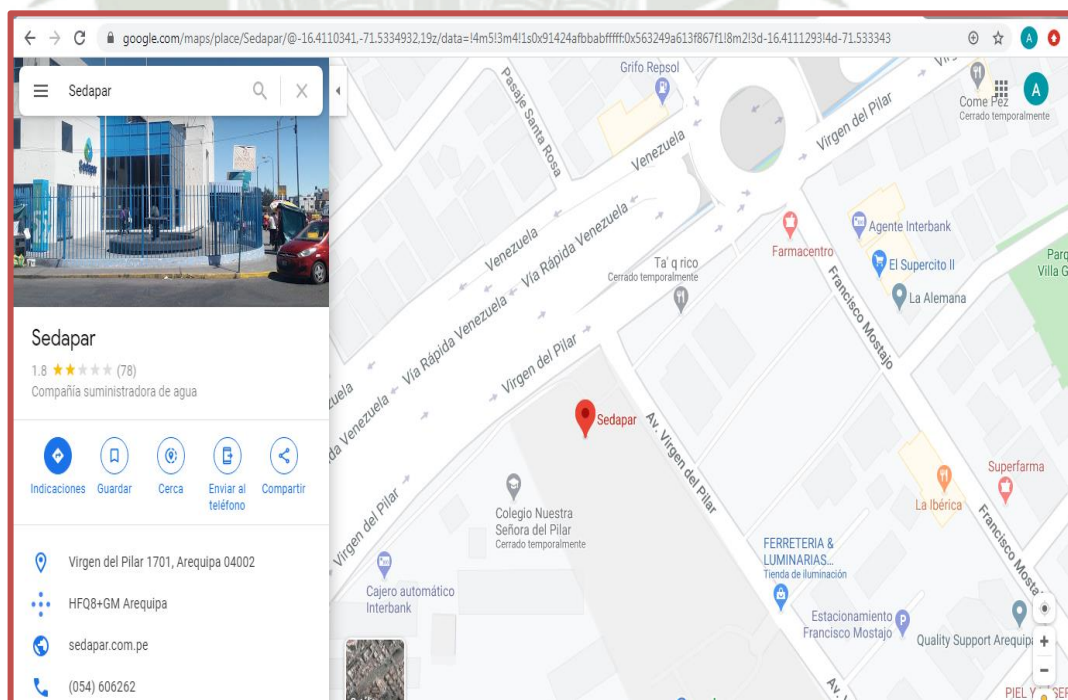 google.com/maps/place/Sedapar/@-16.4110341,-71.5334932,19z/data=!4m5!3m4!1s0x91424afbbabfffff:0x563249a613f867f1!8m2!3d-16.4111293!4d-71.533343
A
Sedapar
Sedapar
Sedapar
1.8
(78)
Compañía suministradora de agua
Indicaciones
Guardar
Cerca
Enviar al
teléfono
Compartir
Virgen del Pilar 1701, Arequipa 04002
HFQ8+GM Arequipa
sedapar.com.pe
(054) 606262
Grifo Repsol
Pasaje Santa Rosa
Venezuela
Virgen del Pilar
Come Pez
Cerrado temporalmente
A
Venezuela
Vía Rápida Venezuela
Vía Rápida Venezuela
Ta' q rico
Cerrado temporalmente
Farmacentro
Agente Interbank
El Supercito II
La Alemana
Francisco Mostajo
Virgen del Pilar
Sedapar
Av. Virgen del Pilar
Colegio Nuestra
Señora del Pilar
Cerrado temporalmente
Virgen del Pilar
Cajero automático
Interbank
FERRETERIA &
LUMINARIAS...
Tienda de iluminación
Estacionamiento
Francisco Mostajo
P
La Ibérica
Superfarma
Quality Support Arequip
PIEL Y